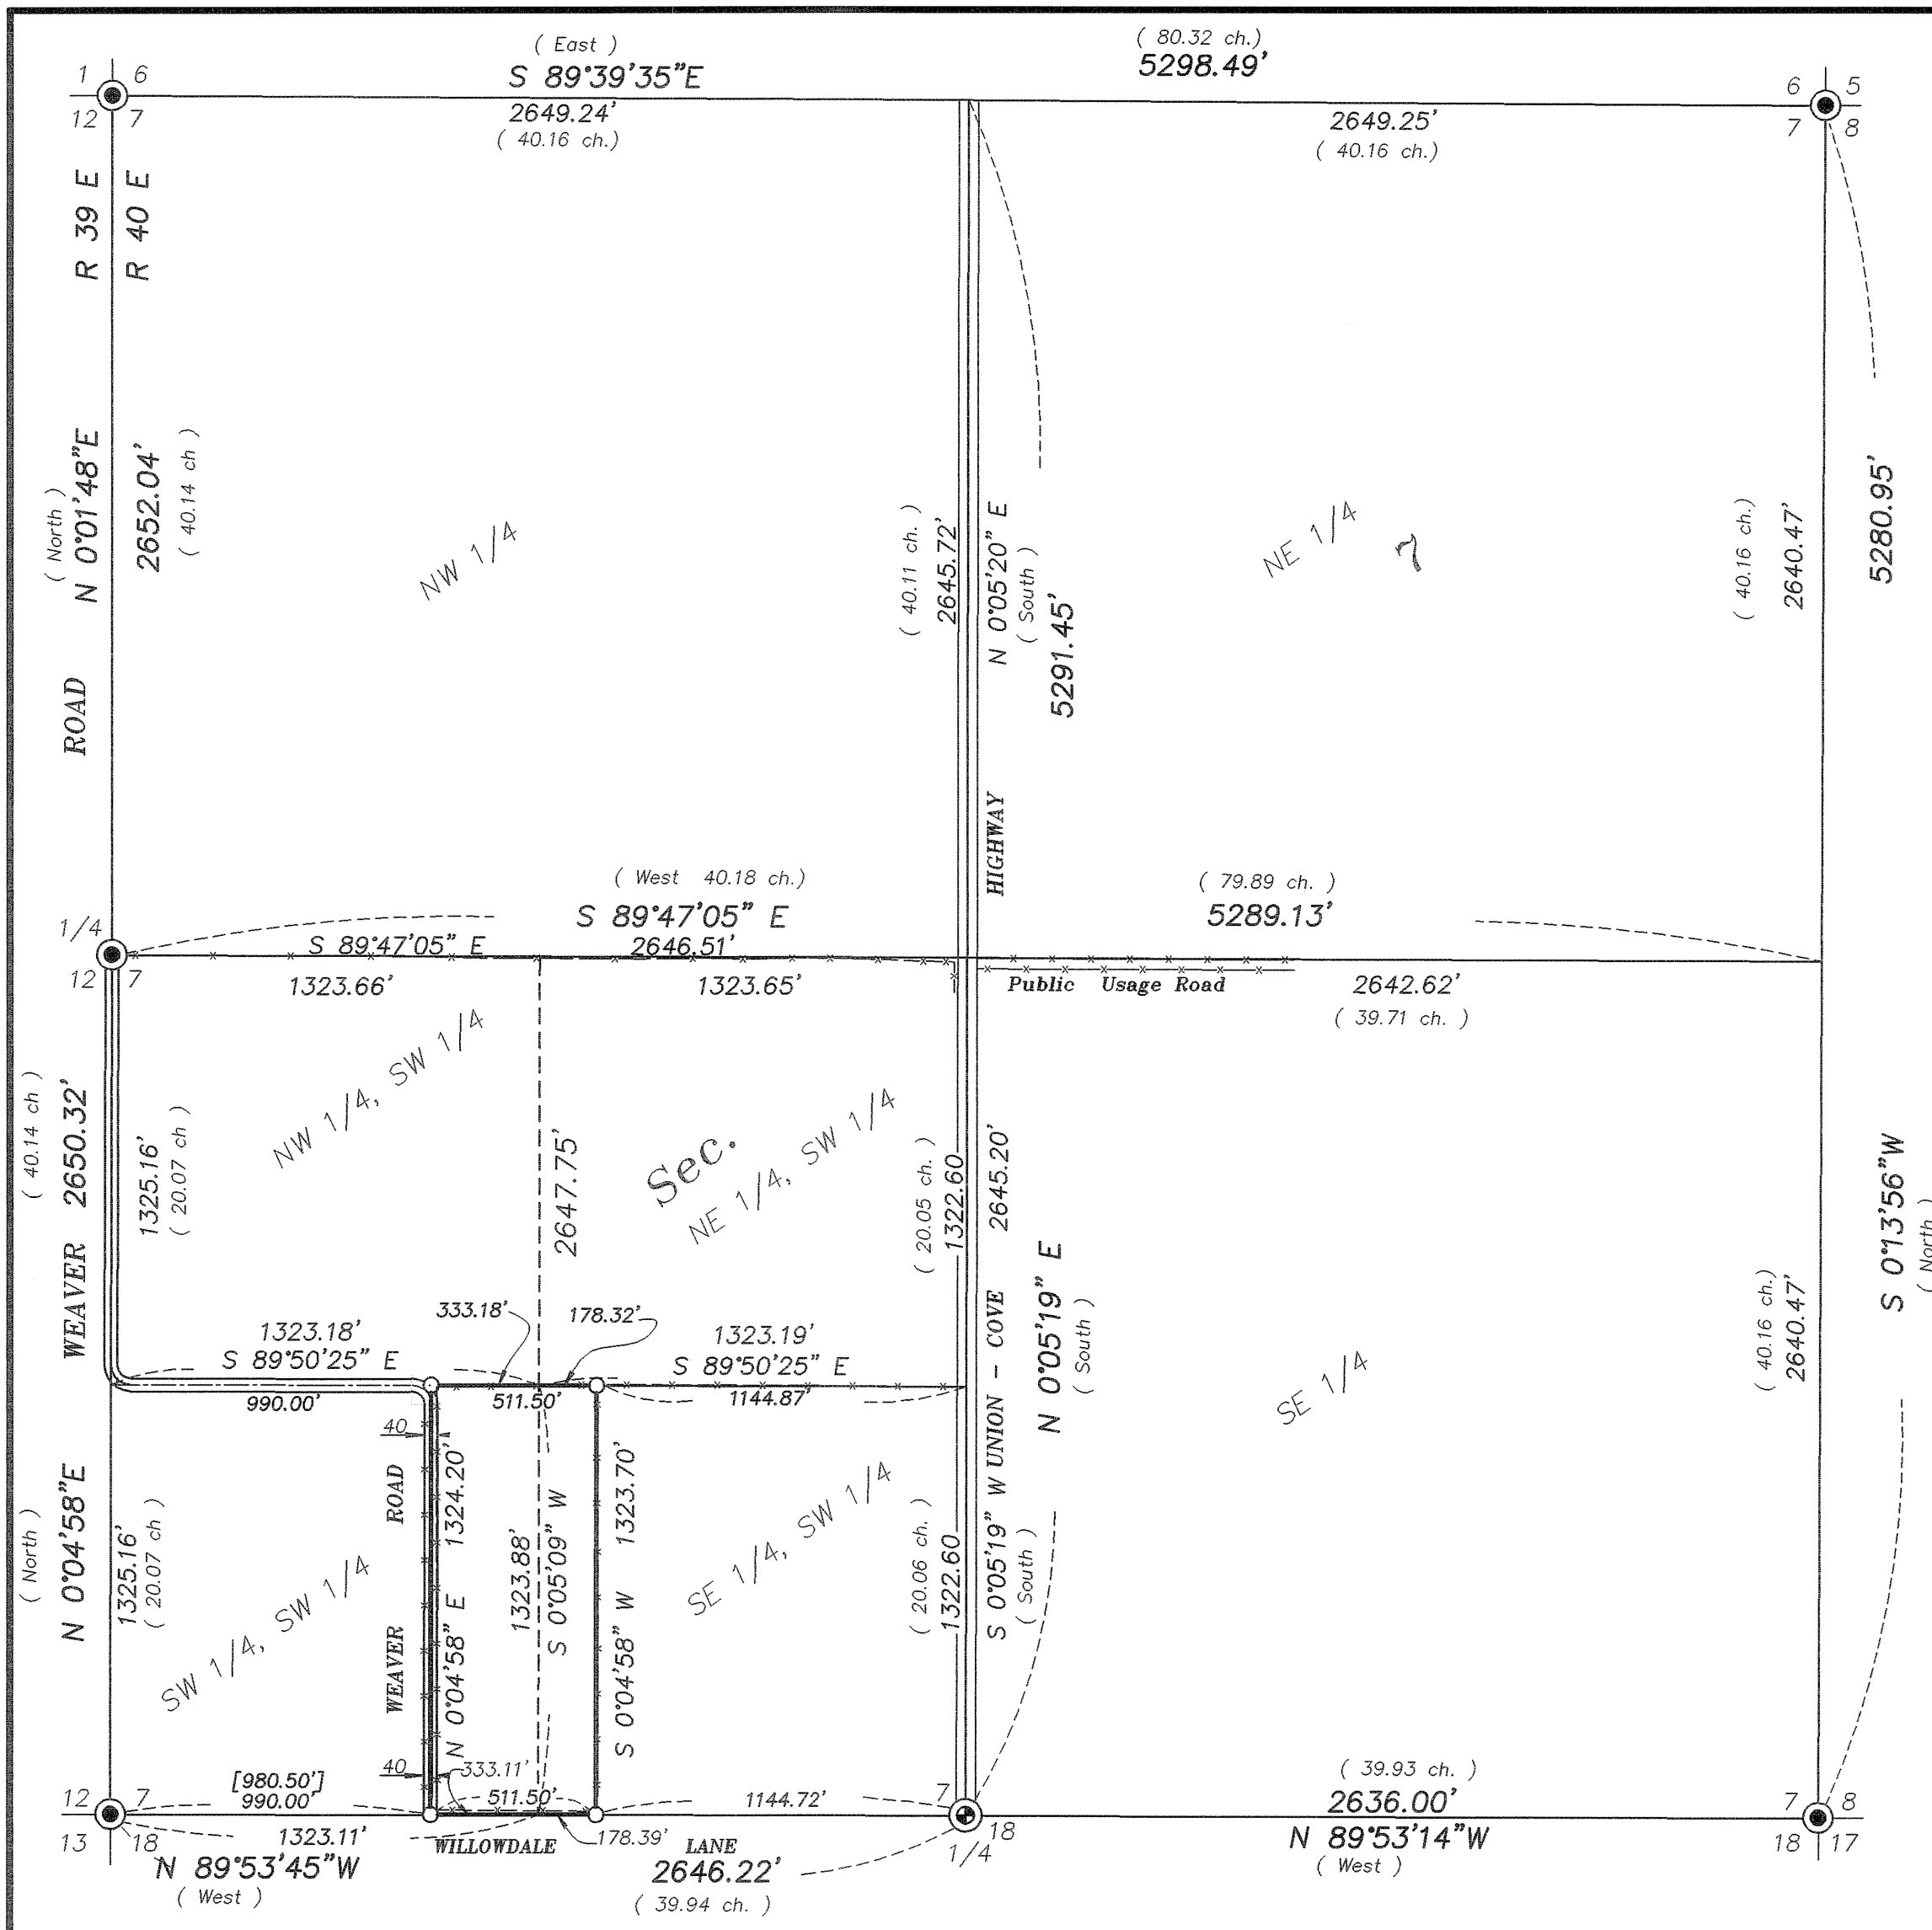 ( East )
S 89°39'35"E
( 80.32 ch.)
5298.49'
1 6
12 7
6 5
7 8
2649.24'
( 40.16 ch.)
2649.25'
( 40.16 ch.)
R 39 E
R 40 E
( North )
N 0°01'48"E
2652.04'
( 40.14 ch )
ROAD
NW 1/4
( 40.11 ch. )
2645.72'
N 0°05'20" E
( South )
5291.45'
NE 1/4
7
( 40.16 ch.)
2640.47'
5280.95'
HIGHWAY
( West 40.18 ch.)
S 89°47'05" E
2646.51'
( 79.89 ch. )
5289.13'
1/4
12 7
S 89°47'05" E
1323.66'
1323.65'
Public Usage Road
2642.62'
( 39.71 ch. )
( 40.14 ch )
WEAVER 2650.32'
1325.16'
( 20.07 ch )
NW 1/4, SW 1/4
2647.75'
Sec.
NE 1/4, SW 1/4
( 20.05 ch. )
1322.60
2645.20'
N 0°05'19" E
( South )
S 0°13'56"W
( North )
( 40.16 ch.)
2640.47'
SE 1/4
333.18'
178.32'
1323.18'
S 89°50'25" E
1323.19'
S 89°50'25" E
990.00'
511.50'
1144.87'
40
WEAVER ROAD
N 0°04'58" E 1324.20'
1323.88'
S 0°05'09" W
S 0°04'58" W 1323.70'
SE 1/4, SW 1/4
( 20.06 ch. )
1322.60
S 0°05'19" W UNION - COVE
( South )
( North )
N 0°04'58"E
1325.16'
( 20.07 ch )
SW 1/4, SW 1/4
40
333.11'
[980.50']
990.00'
511.50'
1144.72'
( 39.93 ch. )
2636.00'
12 7
13 18
7
18
1/4
7 8
18 17
1323.11'
WILLOWDALE
178.39'
LANE
N 89°53'45"W
( West )
2646.22'
( 39.94 ch. )
N 89°53'14"W
( West )